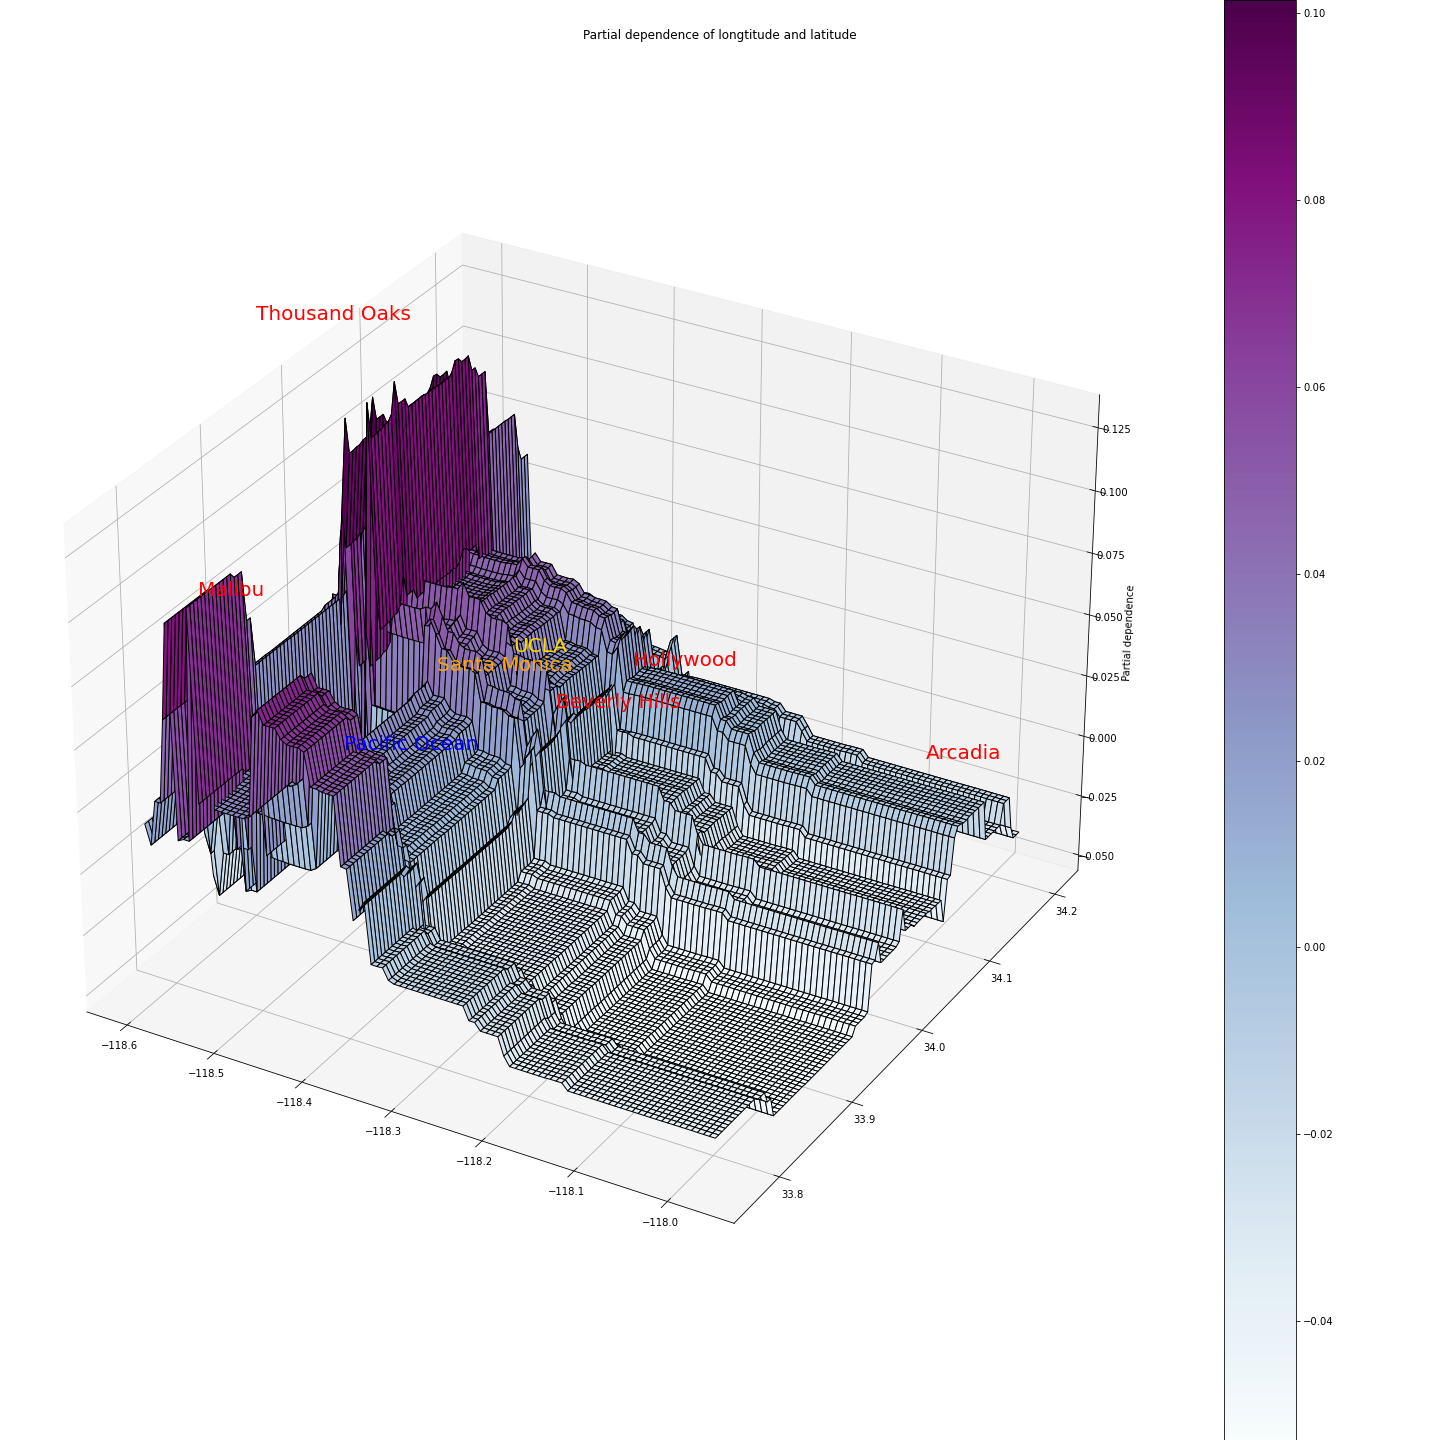 Partial dependence of longtitude and latitude
Thousand Oaks
Malibu
UCLA
Santa Monica
Hollywood
Beverly Hills
Pacific Ocean
Arcadia
0.125
0.100
0.075
0.050
0.025
0.000
−0.025
−0.050
Partial dependence
34.2
34.1
34.0
33.9
33.8
−118.6
−118.5
−118.4
−118.3
−118.2
−118.1
−118.0
0.10
0.08
0.06
0.04
0.02
0.00
−0.02
−0.04